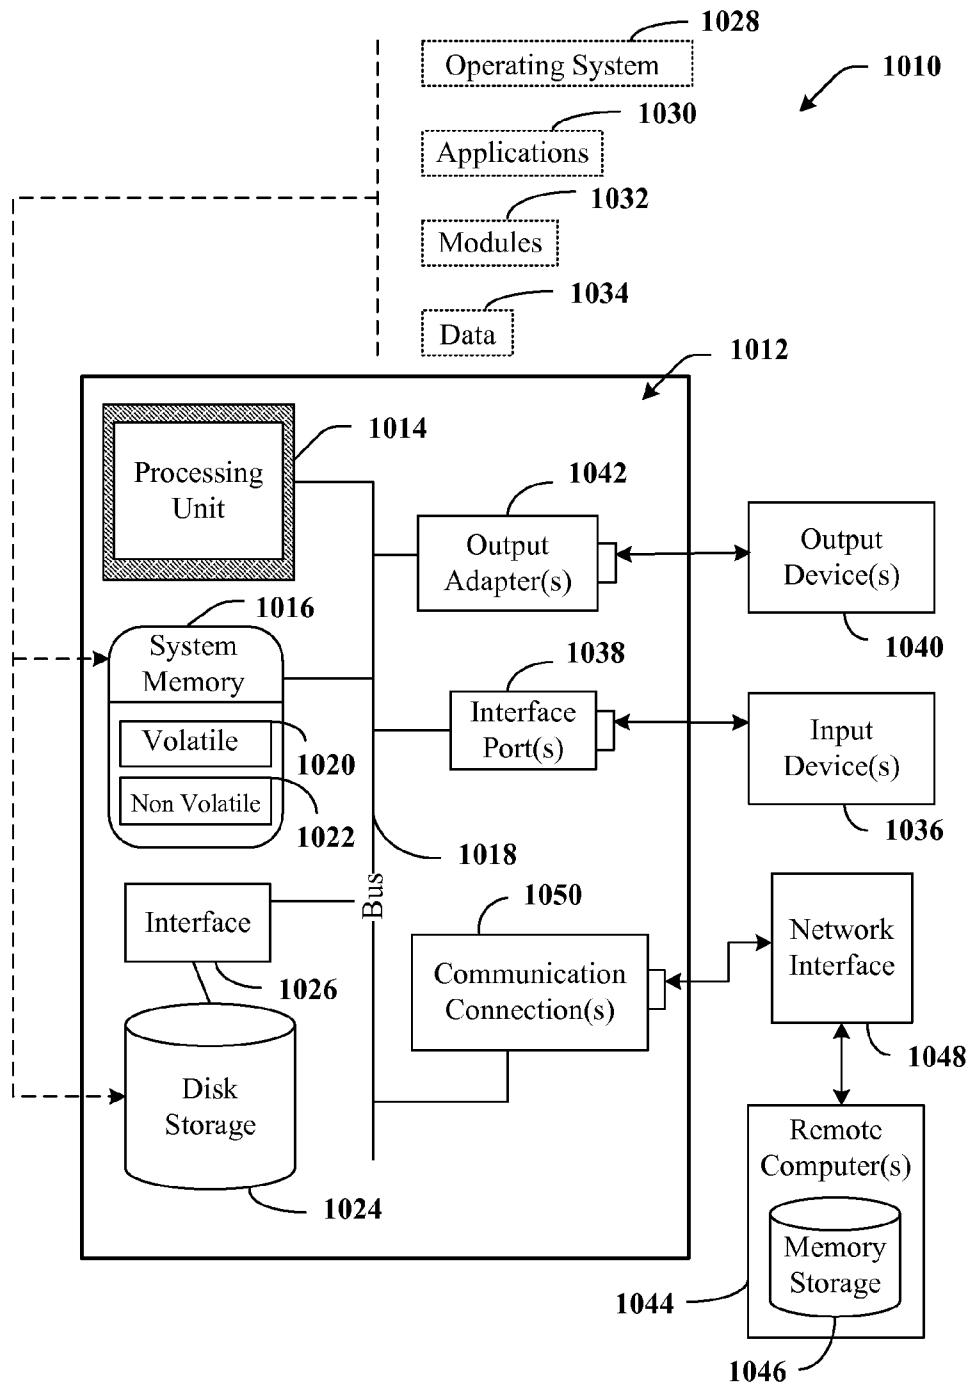 1028
Operating System
1010
1030
Applications
1032
Modules
1034
Data
1012
1014
Processing
Unit
1042
Output
Adapter(s)
Output
Device(s)
1040
1016
System
Memory
1038
Interface
Port(s)
Input
Device(s)
1036
Volatile
1020
Non Volatile
1022
1018
Bus
1050
Communication
Connection(s)
Network
Interface
1048
Interface
1026
Disk
Storage
1024
Remote
Computer(s)
Memory
Storage
1044
1046